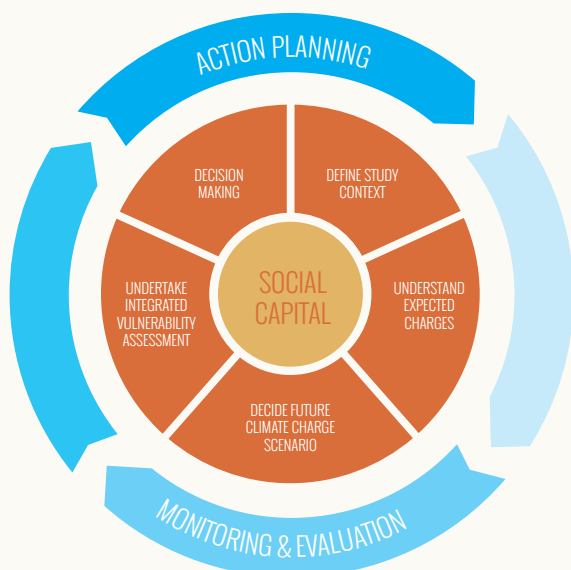 ACTION PLANNING
DECISION
MAKING
DEFINE STUDY
CONTEXT
SOCIAL
CAPITAL
UNDERTAKE
INTEGRATED
VULNERABILITY
ASSESSMENT
UNDERSTAND
EXPECTED
CHARGES
DECIDE FUTURE
CLIMATE CHARGE
SCENARIO
MONITORING & EVALUATION